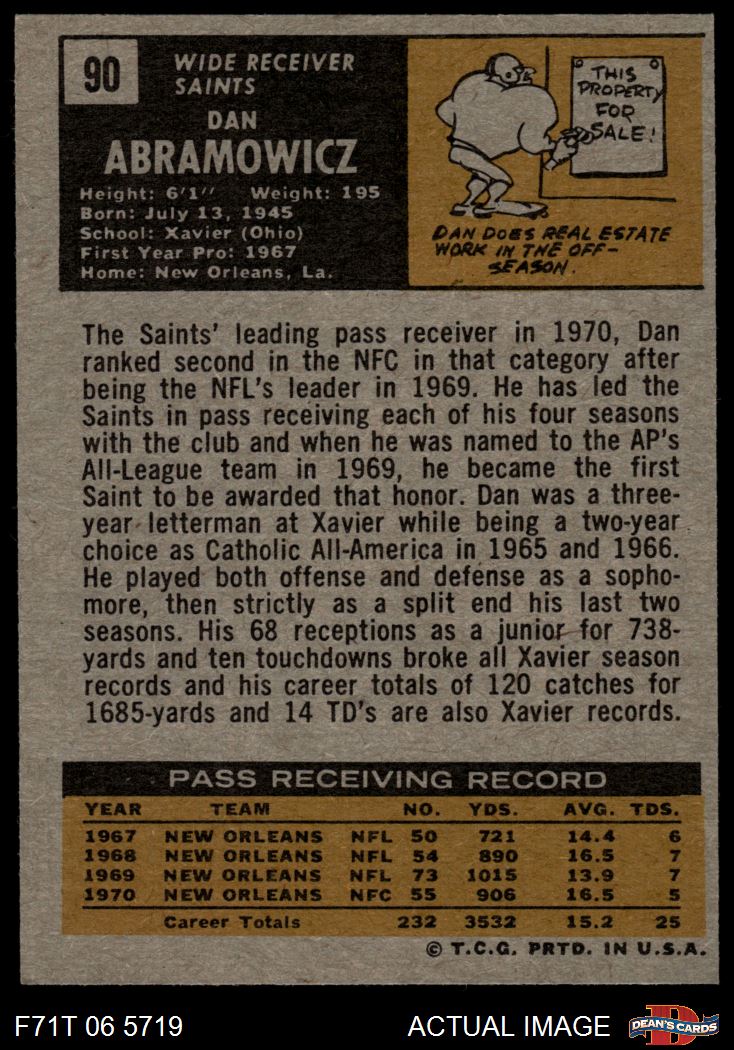 90
WIDE RECEIVER
SAINTS
DAN
ABRAMOWICZ
Height: 6'1" Weight: 195
Born: July 13, 1945
School: Xavier (Ohio)
First Year Pro: 1967
Home: New Orleans, La.
THIS
PROPERTY
FOR
SALE!
DAN DOES REAL ESTATE
WORK IN THE OFF-
SEASON.
The Saints' leading pass receiver in 1970, Dan
ranked second in the NFC in that category after
being the NFL's leader in 1969. He has led the
Saints in pass receiving each of his four seasons
with the club and when he was named to the AP's
All-League team in 1969, he became the first
Saint to be awarded that honor. Dan was a three-
year letterman at Xavier while being a two-year
choice as Catholic All-America in 1965 and 1966.
He played both offense and defense as a sopho-
more, then strictly as a split end his last two
seasons. His 68 receptions as a junior for 738-
yards and ten touchdowns broke all Xavier season
records and his career totals of 120 catches for
1685-yards and 14 TD's are also Xavier records.
PASS RECEIVING RECORD
YEAR TEAM NO. YDS. AVG. TDS.
1967 NEW ORLEANS NFL 50 721 14.4 6
1968 NEW ORLEANS NFL 54 890 16.5 7
1969 NEW ORLEANS NFL 73 1015 13.9 7
1970 NEW ORLEANS NFC 55 906 16.5 5
Career Totals 232 3532 15.2 25
© T.C.G. PRTD. IN U.S.A.
F71T 06 5719 ACTUAL IMAGE
D
DEAN'S CARDS